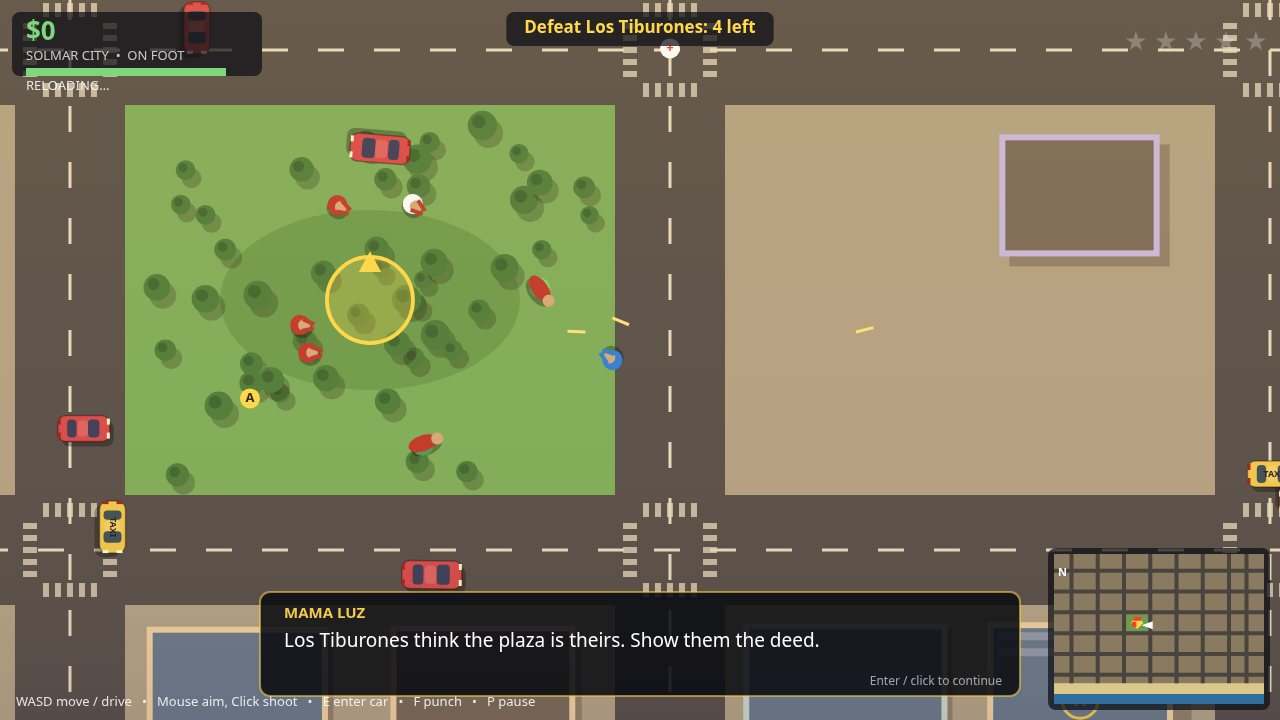 $0
SOLMAR CITY • ON FOOT
RELOADING...
Defeat Los Tiburones: 4 left
A
TAXI
TAXI
MAMA LUZ
Los Tiburones think the plaza is theirs. Show them the deed.
Enter / click to continue
N
WASD move / drive • Mouse aim, Click shoot • E enter car • F punch • P pause